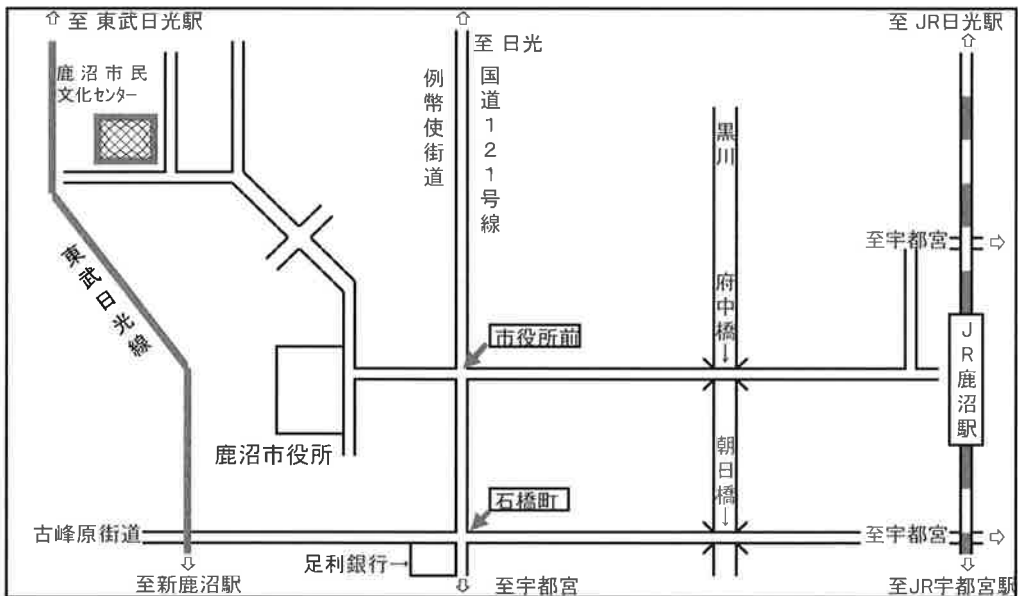 至 東武日光駅
至 日光
至 JR日光駅
鹿沼市民
文化センター
例幣使街道
国道121号線
黒川
東武日光線
至宇都宮
府中橋→
市役所前
JR鹿沼駅
鹿沼市役所
朝日橋→
石橋町
古峰原街道
至宇都宮
足利銀行→
至新鹿沼駅
至宇都宮
至JR宇都宮駅